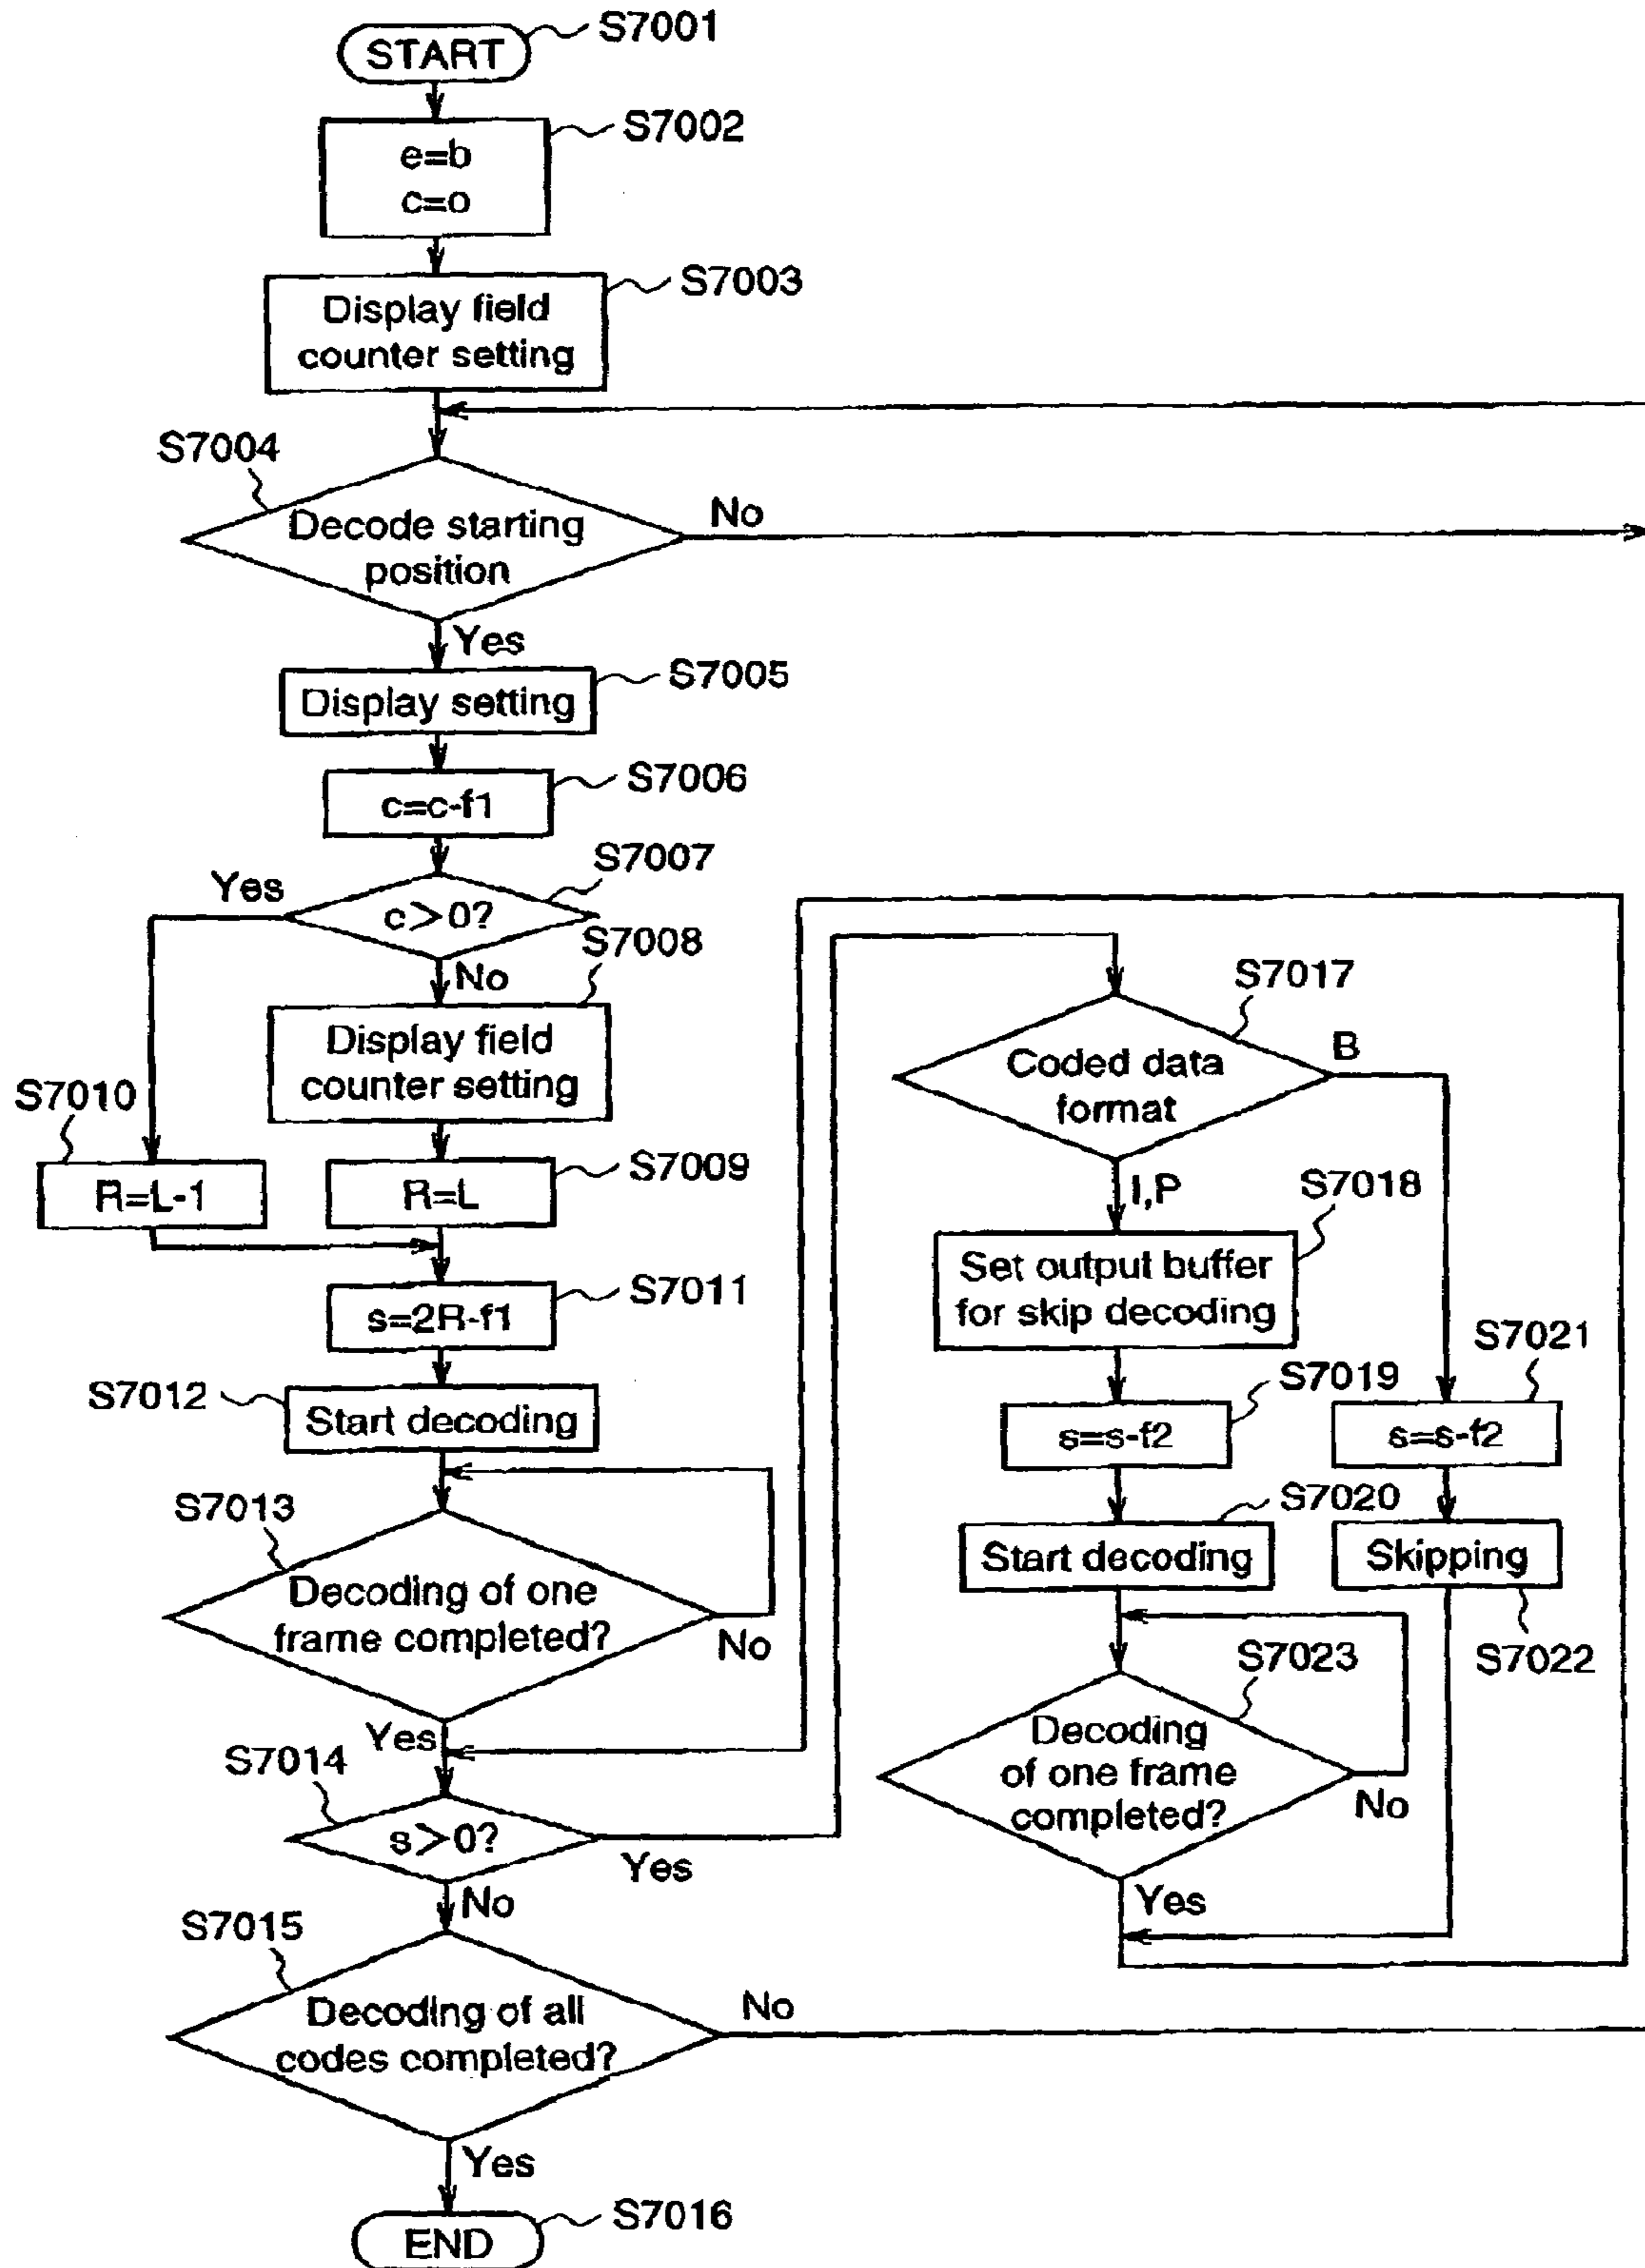 START
S7001
e=b
c=o
S7002
Display field
counter setting
S7003
S7004
Decode starting
position
No
Yes
Display setting
S7005
c=c-f1
S7006
S7007
Yes
c>0?
No
S7008
Display field
counter setting
S7010
R=L-1
R=L
S7009
s=2R-f1
S7011
S7012
Start decoding
S7013
Decoding of one
frame completed?
No
Yes
S7014
s>0?
Yes
No
S7015
Decoding of all
codes completed?
No
Yes
END
S7016
S7017
Coded data
format
B
I,P
S7018
Set output buffer
for skip decoding
S7019
s=s-f2
S7021
s=s-f2
S7020
Start decoding
Skipping
S7022
S7023
Decoding
of one frame
completed?
No
Yes